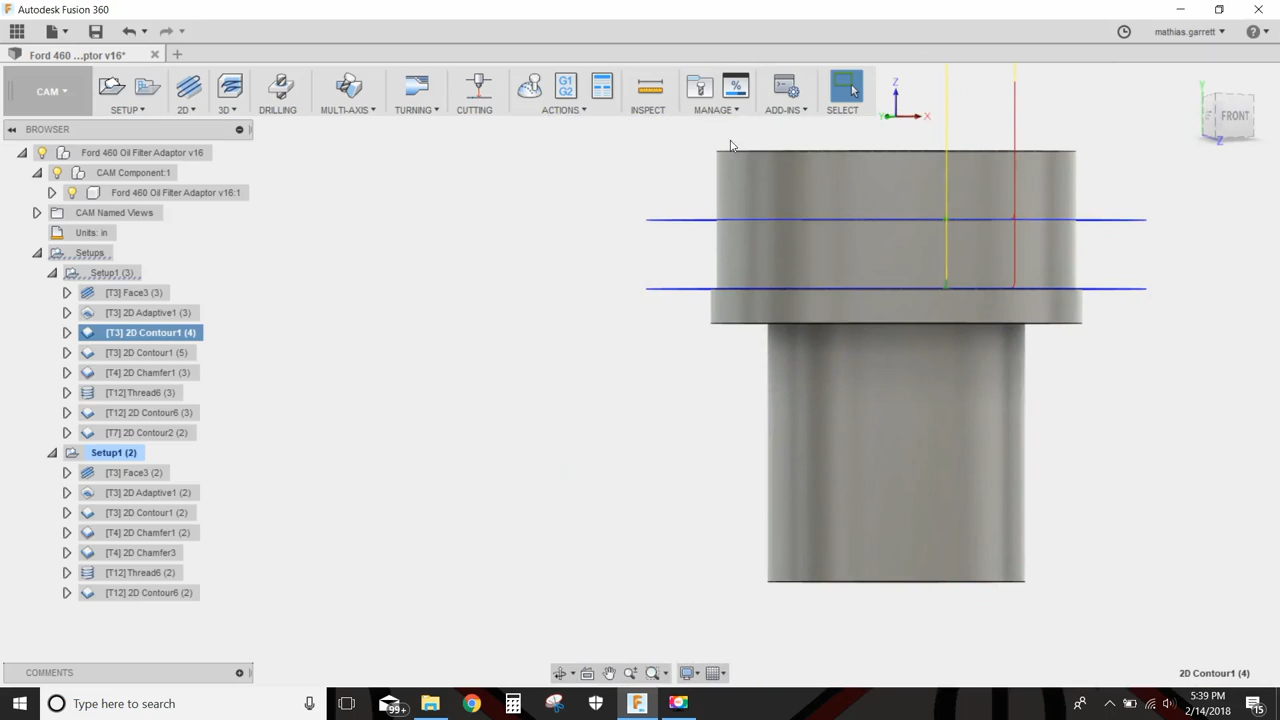 Autodesk Fusion 360
mathias.garrett
Ford 460 ...ptor v16*
CAM
SETUP
2D
3D
DRILLING
MULTI-AXIS
TURNING
CUTTING
G1
G2
ACTIONS
INSPECT
%
MANAGE
ADD-INS
SELECT
Z
Y
X
Y
FRONT
Z
BROWSER
Ford 460 Oil Filter Adaptor v16
CAM Component:1
Ford 460 Oil Filter Adaptor v16:1
CAM Named Views
Units: in
Setups
Setup1 (3)
[T3] Face3 (3)
[T3] 2D Adaptive1 (3)
[T3] 2D Contour1 (4)
[T3] 2D Contour1 (5)
[T4] 2D Chamfer1 (3)
[T12] Thread6 (3)
[T12] 2D Contour6 (3)
[T7] 2D Contour2 (2)
Setup1 (2)
[T3] Face3 (2)
[T3] 2D Adaptive1 (2)
[T3] 2D Contour1 (2)
[T4] 2D Chamfer1 (2)
[T4] 2D Chamfer3
[T12] Thread6 (2)
[T12] 2D Contour6 (2)
COMMENTS
2D Contour1 (4)
Type here to search
99+
5:39 PM
2/14/2018
15